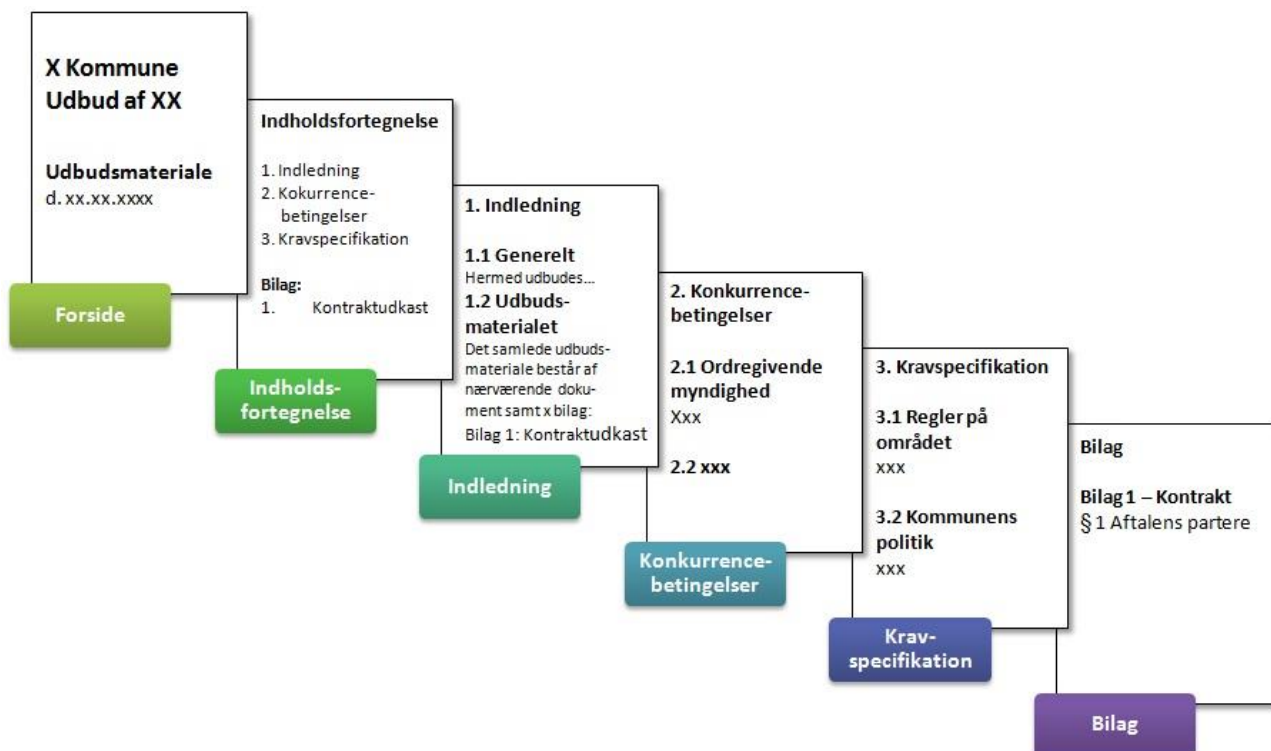 X Kommune
Udbud af XX
Udbudsmateriale
d. xx.xx.xxxx
Forside
Indholdsfortegnelse
1. Indledning
2. Kokurrence-
betingelser
3. Kravspecifikation
Bilag:
1. Kontraktudkast
Indholds-
fortegnelse
1. Indledning
1.1 Generelt
Hermed udbudes...
1.2 Udbuds-
materialet
Det samlede udbuds-
materiale består af
nærværende doku-
ment samt x bilag:
Bilag 1: Kontraktudkast
Indledning
2. Konkurrence-
betingelser
2.1 Ordregivende
myndighed
Xxx
2.2 xxx
Konkurrence-
betingelser
3. Kravspecifikation
3.1 Regler på
området
xxx
3.2 Kommunens
politik
xxx
Krav-
specifikation
Bilag
Bilag 1 – Kontrakt
§ 1 Aftalens partere
Bilag